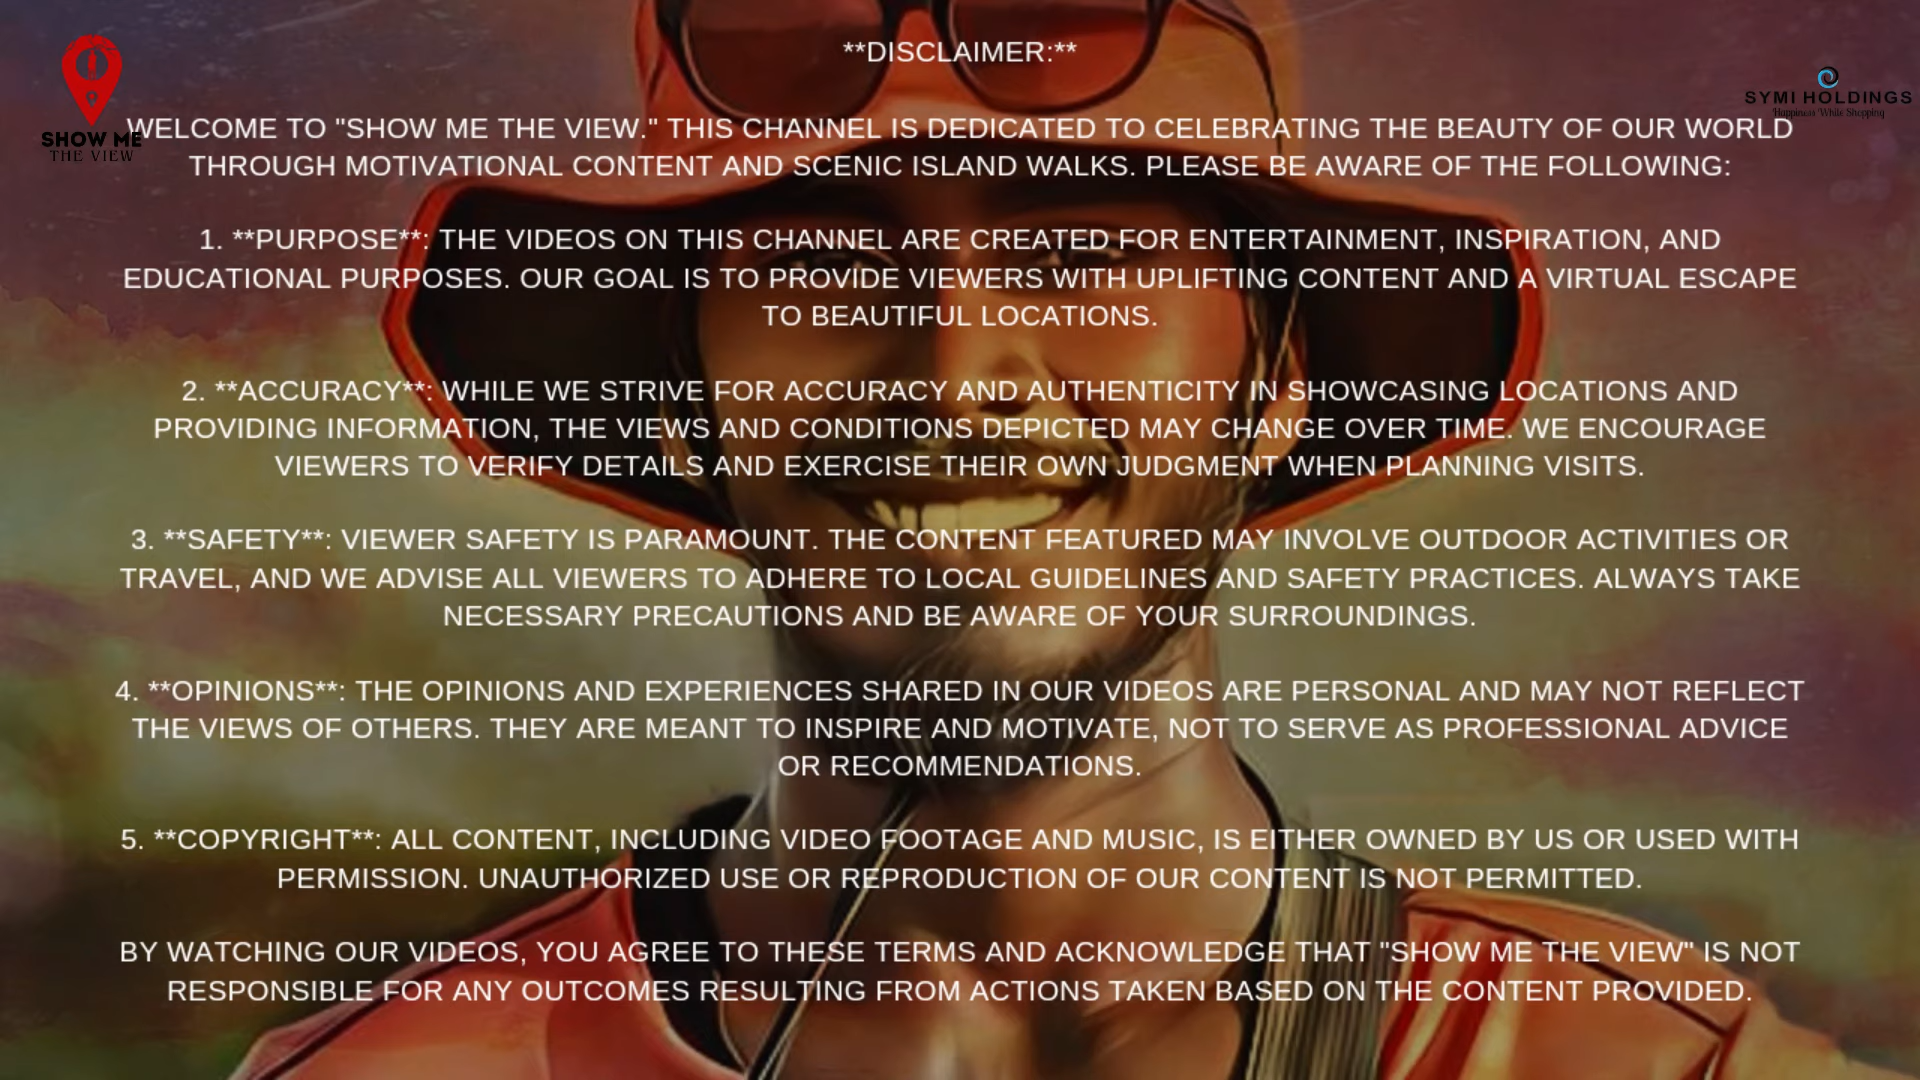 **DISCLAIMER:**
SHOW ME
THE VIEW
SYMI HOLDINGS
Happiness While Shopping
WELCOME TO "SHOW ME THE VIEW." THIS CHANNEL IS DEDICATED TO CELEBRATING THE BEAUTY OF OUR WORLD
THROUGH MOTIVATIONAL CONTENT AND SCENIC ISLAND WALKS. PLEASE BE AWARE OF THE FOLLOWING:
1. **PURPOSE**: THE VIDEOS ON THIS CHANNEL ARE CREATED FOR ENTERTAINMENT, INSPIRATION, AND
EDUCATIONAL PURPOSES. OUR GOAL IS TO PROVIDE VIEWERS WITH UPLIFTING CONTENT AND A VIRTUAL ESCAPE
TO BEAUTIFUL LOCATIONS.
2. **ACCURACY**: WHILE WE STRIVE FOR ACCURACY AND AUTHENTICITY IN SHOWCASING LOCATIONS AND
PROVIDING INFORMATION, THE VIEWS AND CONDITIONS DEPICTED MAY CHANGE OVER TIME. WE ENCOURAGE
VIEWERS TO VERIFY DETAILS AND EXERCISE THEIR OWN JUDGMENT WHEN PLANNING VISITS.
3. **SAFETY**: VIEWER SAFETY IS PARAMOUNT. THE CONTENT FEATURED MAY INVOLVE OUTDOOR ACTIVITIES OR
TRAVEL, AND WE ADVISE ALL VIEWERS TO ADHERE TO LOCAL GUIDELINES AND SAFETY PRACTICES. ALWAYS TAKE
NECESSARY PRECAUTIONS AND BE AWARE OF YOUR SURROUNDINGS.
4. **OPINIONS**: THE OPINIONS AND EXPERIENCES SHARED IN OUR VIDEOS ARE PERSONAL AND MAY NOT REFLECT
THE VIEWS OF OTHERS. THEY ARE MEANT TO INSPIRE AND MOTIVATE, NOT TO SERVE AS PROFESSIONAL ADVICE
OR RECOMMENDATIONS.
5. **COPYRIGHT**: ALL CONTENT, INCLUDING VIDEO FOOTAGE AND MUSIC, IS EITHER OWNED BY US OR USED WITH
PERMISSION. UNAUTHORIZED USE OR REPRODUCTION OF OUR CONTENT IS NOT PERMITTED.
BY WATCHING OUR VIDEOS, YOU AGREE TO THESE TERMS AND ACKNOWLEDGE THAT "SHOW ME THE VIEW" IS NOT
RESPONSIBLE FOR ANY OUTCOMES RESULTING FROM ACTIONS TAKEN BASED ON THE CONTENT PROVIDED.